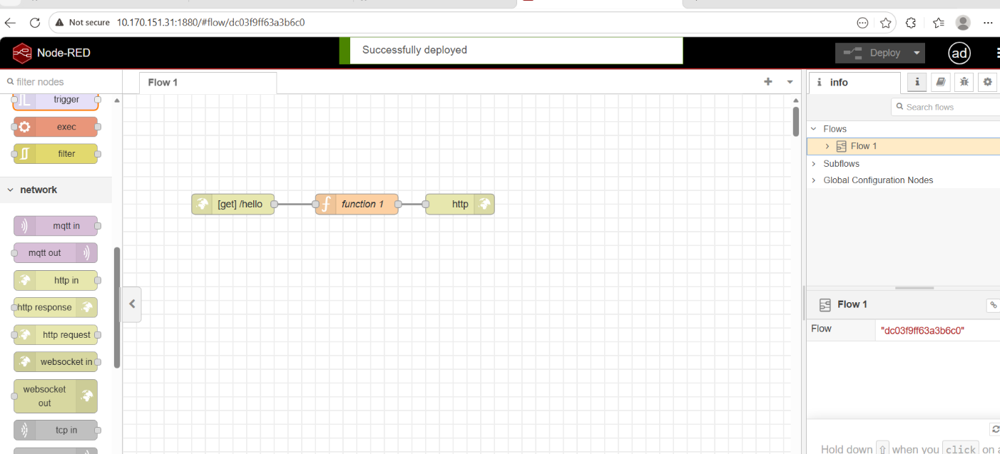 Not secure 10.170.151.31:1880/#flow/dc03f9ff63a3b6c0
Node-RED
Successfully deployed
Deploy
ad
filter nodes
trigger
exec
filter
network
mqtt in
mqtt out
http in
http response
http request
websocket in
websocket
out
tcp in
Flow 1
[get] /hello
function 1
http
info
Search flows
Flows
Flow 1
Subflows
Global Configuration Nodes
Flow 1
Flow "dc03f9ff63a3b6c0"
Hold down ⇧ when you click on a